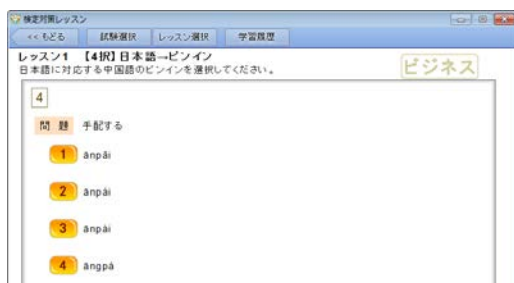 検定対策レッスン
<< もどる 試験選択 レッスン選択 学習履歴
レッスン1 【4択】日本語→ピンイン
日本語に対応する中国語のピンインを選択してください。
ビジネス
4
問題 手配する
1
2
3
4